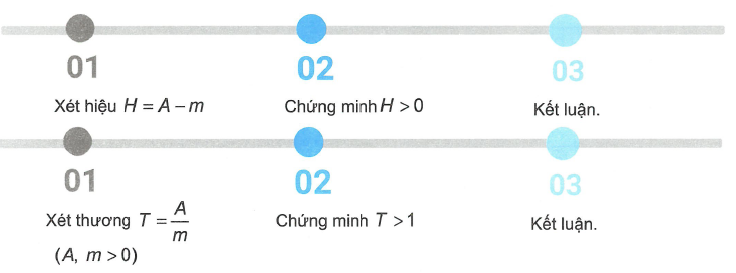 01 02 03
Xét hiệu H = A − m Chứng minh H > 0 Kết luận.
01 02 03
Xét thương T = A/m Chứng minh T > 1 Kết luận.
(A, m > 0)